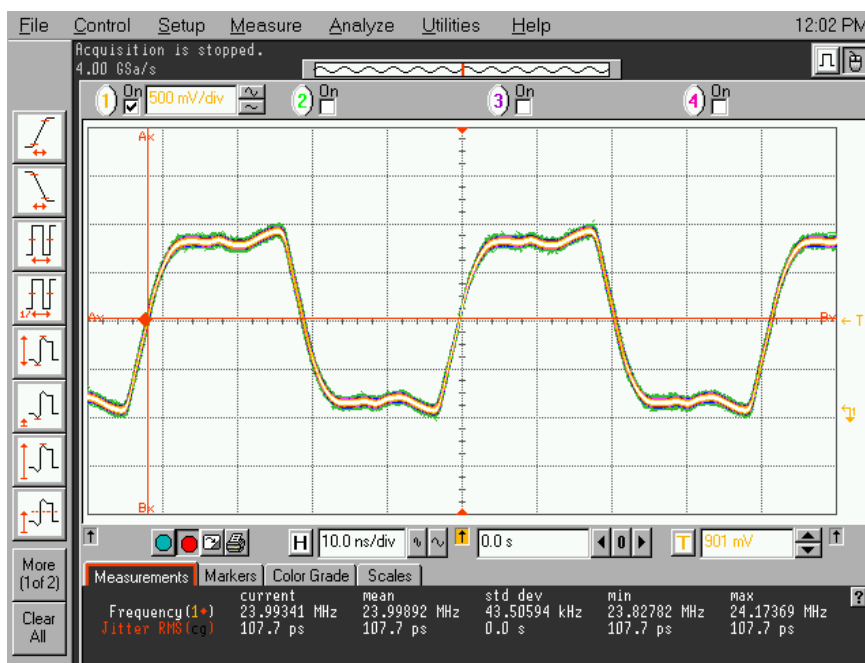 File Control Setup Measure Analyze Utilities Help 12:02 PM
Acquisition is stopped.
4.00 GSa/s
1 On 500 mV/div 2 On 3 On 4 On
Ax
Ax Bx
T
Bx
1/
More
(1of 2)
Clear
All
H 10.0 ns/div 0.0 s 0 T 901 mV
Measurements Markers Color Grade Scales
current mean std dev min max ?
Frequency(1) 23.99341 MHz 23.99892 MHz 43.50594 kHz 23.82782 MHz 24.17369 MHz
Jitter RMS(cg) 107.7 ps 107.7 ps 0.0 s 107.7 ps 107.7 ps